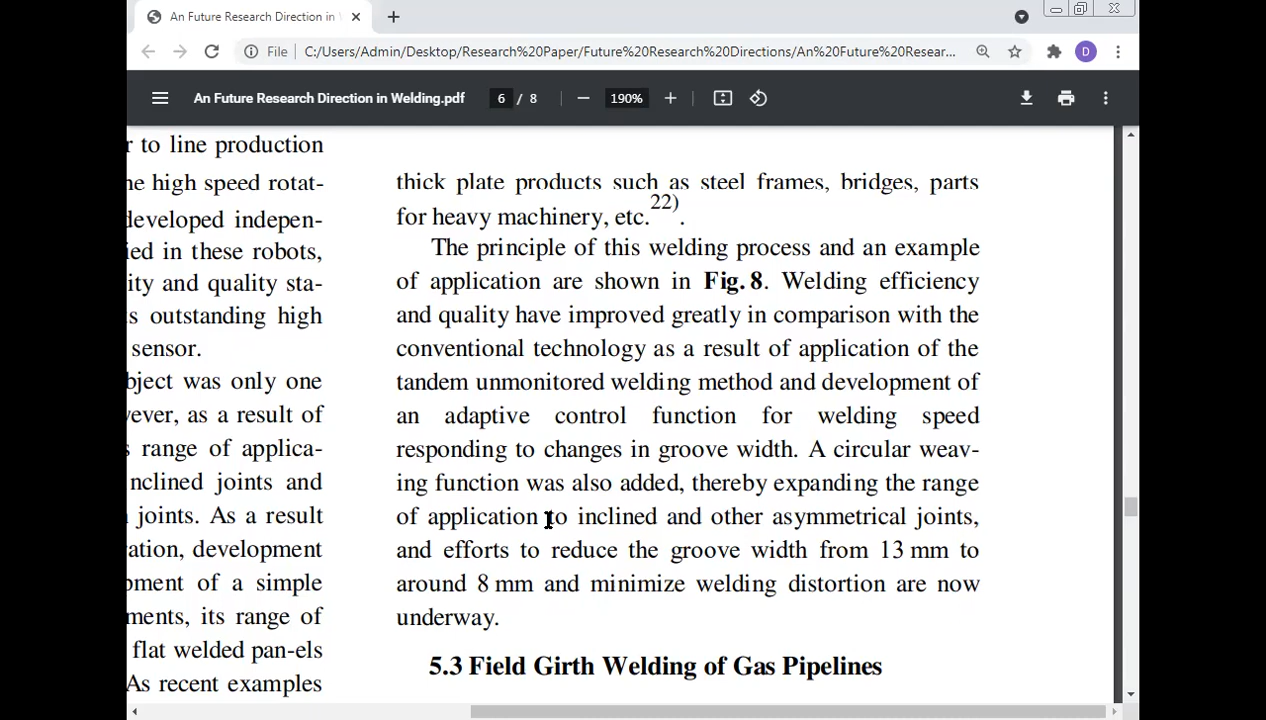 An Future Research Direction in
File C:/Users/Admin/Desktop/Research%20Paper/Future%20Research%20Directions/An%20Future%20Resear...
D
An Future Research Direction in Welding.pdf 6 / 8 190%
r to line production
ne high speed rotat-
developed indepen-
ied in these robots,
ity and quality sta-
s outstanding high
sensor.
bject was only one
vever, as a result of
s range of applica-
nclined joints and
joints. As a result
ration, development
pment of a simple
ments, its range of
flat welded pan-els
As recent examples
thick plate products such as steel frames, bridges, parts
for heavy machinery, etc.22).
The principle of this welding process and an example
of application are shown in Fig. 8. Welding efficiency
and quality have improved greatly in comparison with the
conventional technology as a result of application of the
tandem unmonitored welding method and development of
an adaptive control function for welding speed
responding to changes in groove width. A circular weav-
ing function was also added, thereby expanding the range
of application to inclined and other asymmetrical joints,
and efforts to reduce the groove width from 13 mm to
around 8 mm and minimize welding distortion are now
underway.
5.3 Field Girth Welding of Gas Pipelines